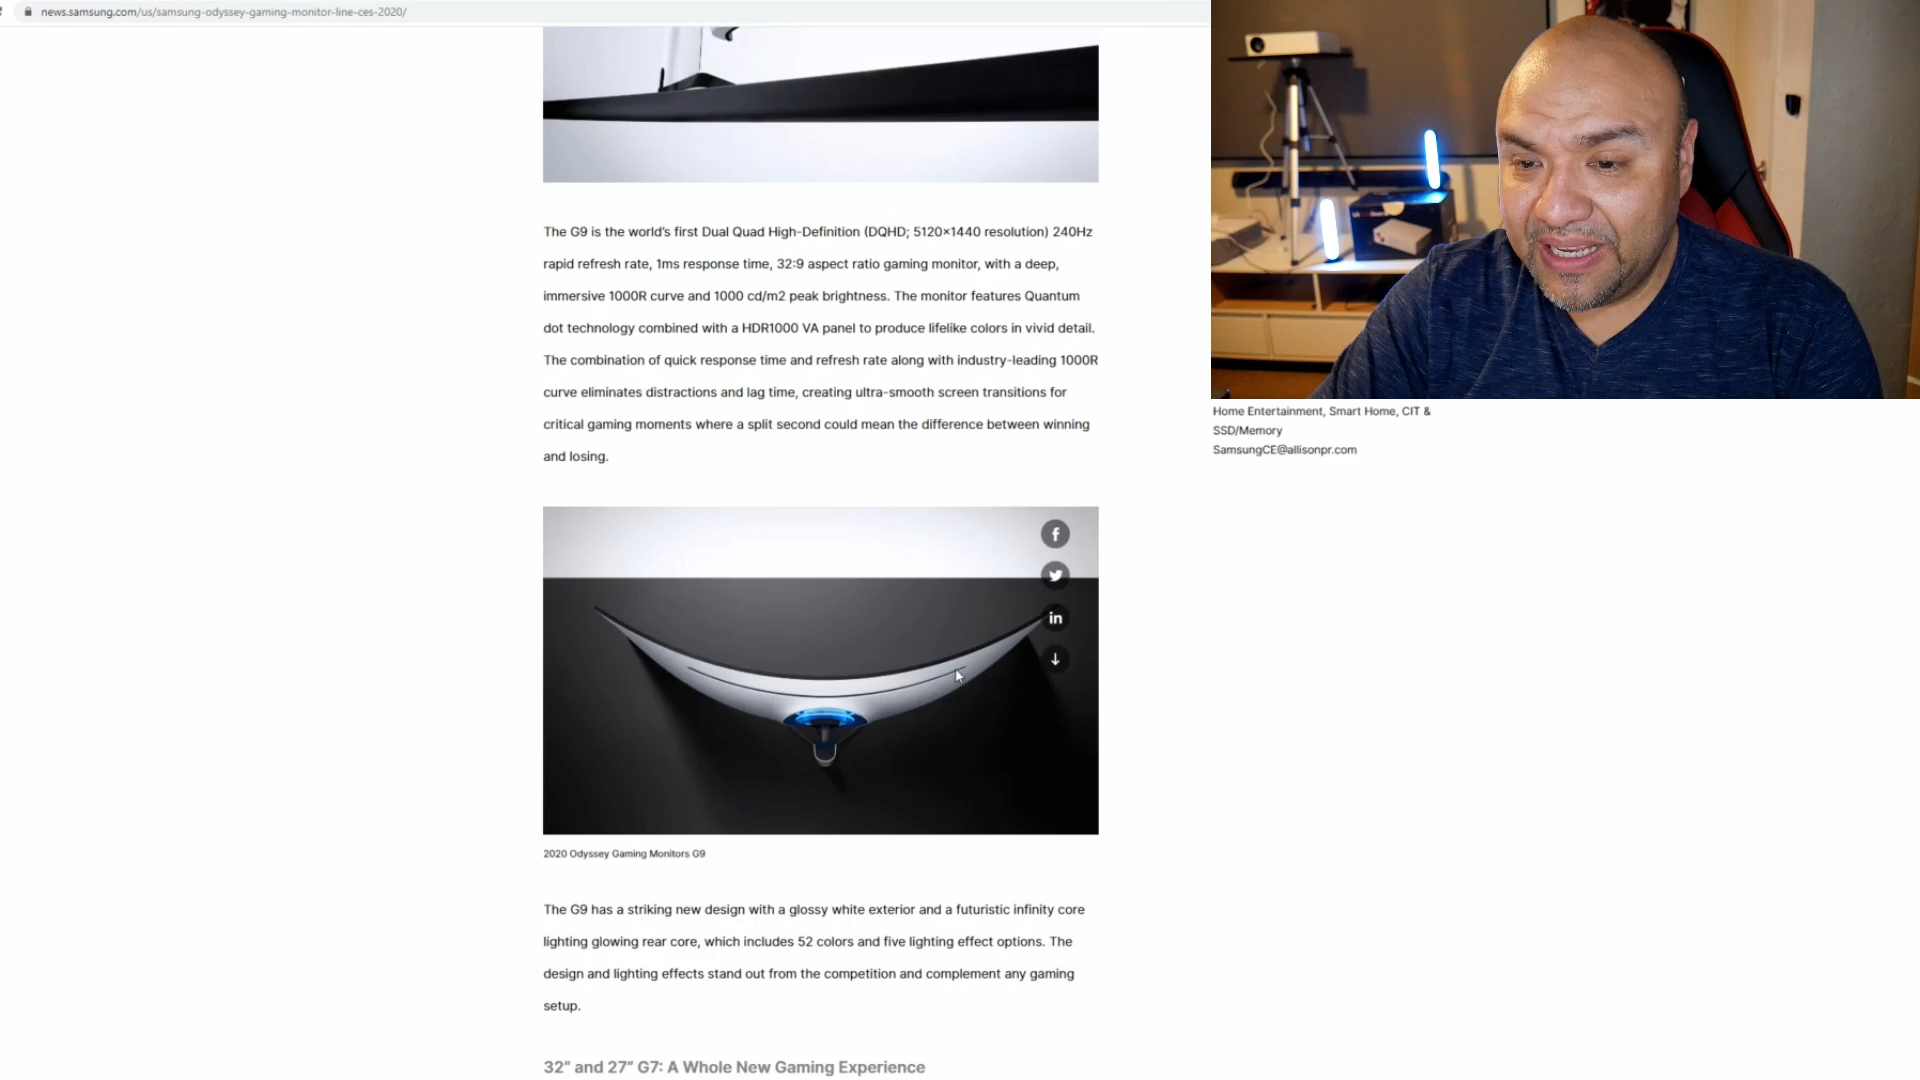 news.samsung.com/us/samsung-odyssey-gaming-monitor-line-ces-2020/
The G9 is the world's first Dual Quad High-Definition (DQHD; 5120×1440 resolution) 240Hz
rapid refresh rate, 1ms response time, 32:9 aspect ratio gaming monitor, with a deep,
immersive 1000R curve and 1000 cd/m2 peak brightness. The monitor features Quantum
dot technology combined with a HDR1000 VA panel to produce lifelike colors in vivid detail.
The combination of quick response time and refresh rate along with industry-leading 1000R
curve eliminates distractions and lag time, creating ultra-smooth screen transitions for
critical gaming moments where a split second could mean the difference between winning
and losing.
Home Entertainment, Smart Home, CIT &
SSD/Memory
SamsungCE@allisonpr.com
f
in
2020 Odyssey Gaming Monitors G9
The G9 has a striking new design with a glossy white exterior and a futuristic infinity core
lighting glowing rear core, which includes 52 colors and five lighting effect options. The
design and lighting effects stand out from the competition and complement any gaming
setup.
32” and 27” G7: A Whole New Gaming Experience